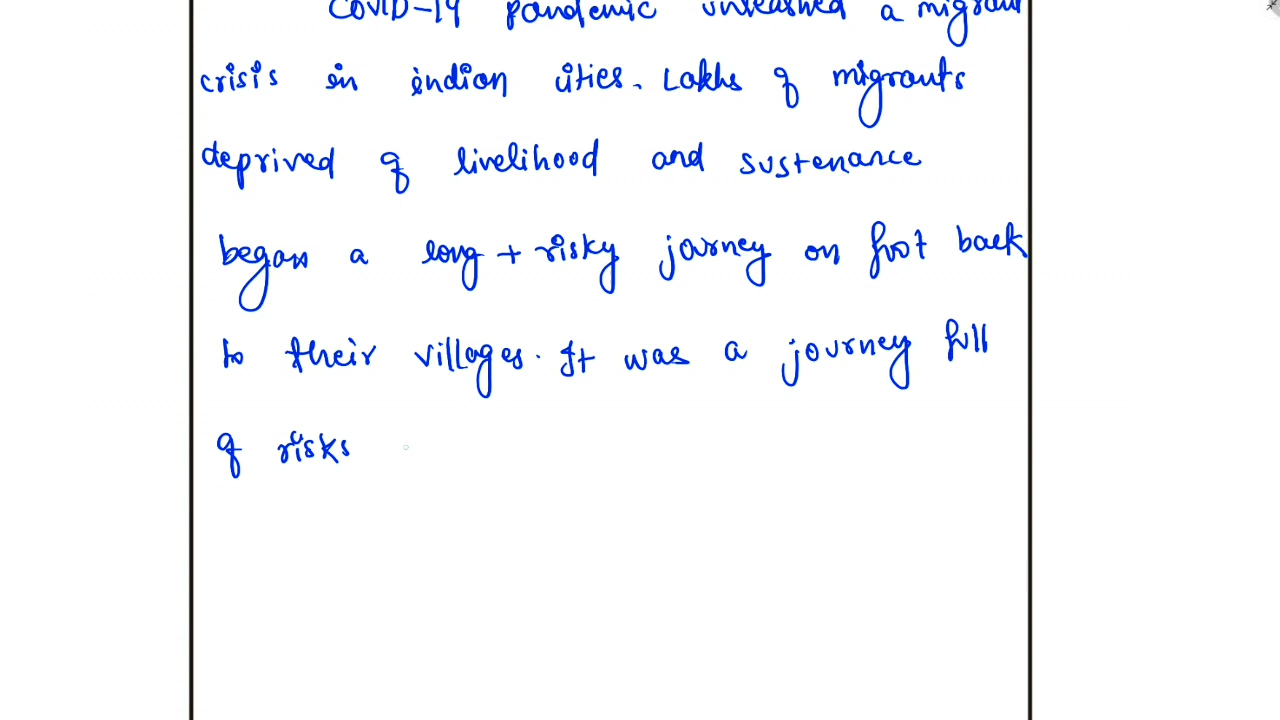 COVID-19 pandemic unleashed a migrant
crisis in indian cities. Lakhs of migrants
deprived of livelihood and sustenance
began a long + risky jarney on foot back
to their villages. It was a journey full
of risks